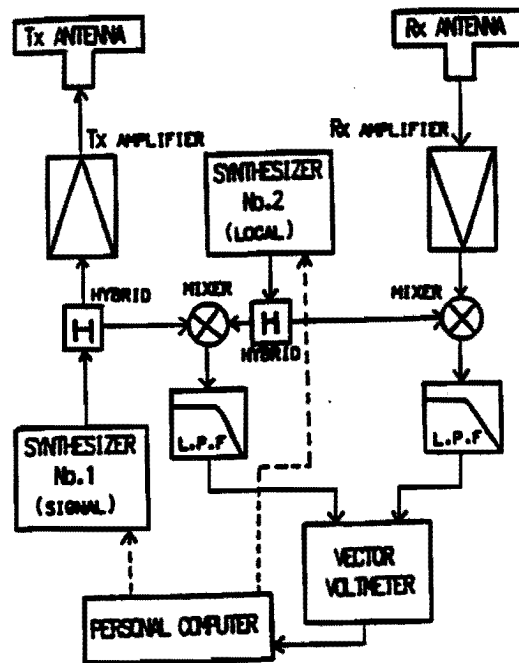 Tx ANTENNA
Rx ANTENNA
Tx AMPLIFIER
Rx AMPLIFIER
SYNTHESIZER
No.2
(LOCAL)
HYBRID
MIXER
MIXER
H
H
HYBRID
L.P.F
L.P.F
SYNTHESIZER
No.1
(SIGNAL)
VECTOR
VOLTMETER
PERSONAL COMPUTER